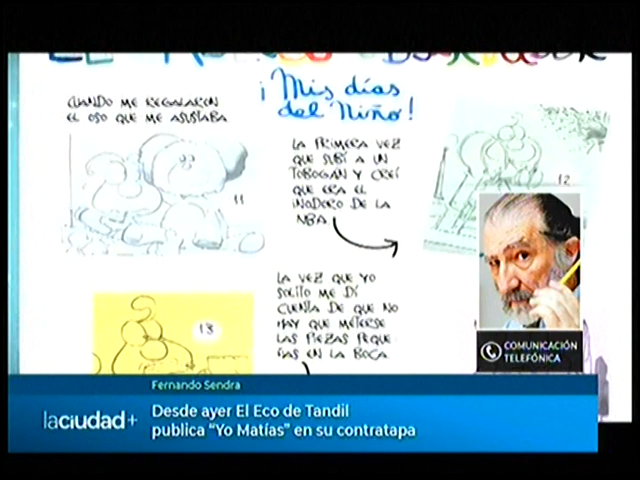 ¡ Mis días
del Niño!
CUANDO ME REGALARON
EL OSO QUE ME ASUSTABA
11
LA PRIMERA VEZ
QUE SUBÍ A UN
TOBOGAN Y CREÍ
QUE ERA EL
INODORO DE LA
NBA
12
LA VEZ QUE YO
SOLITO ME DÍ
CUENTA DE QUE NO
HAY QUE METERSE
LAS PIEZAS PEQUE
ÑAS EN LA BOCA
13
COMUNICACIÓN
TELEFÓNICA
Fernando Sendra
laciudad+
Desde ayer El Eco de Tandil
publica “Yo Matías” en su contratapa